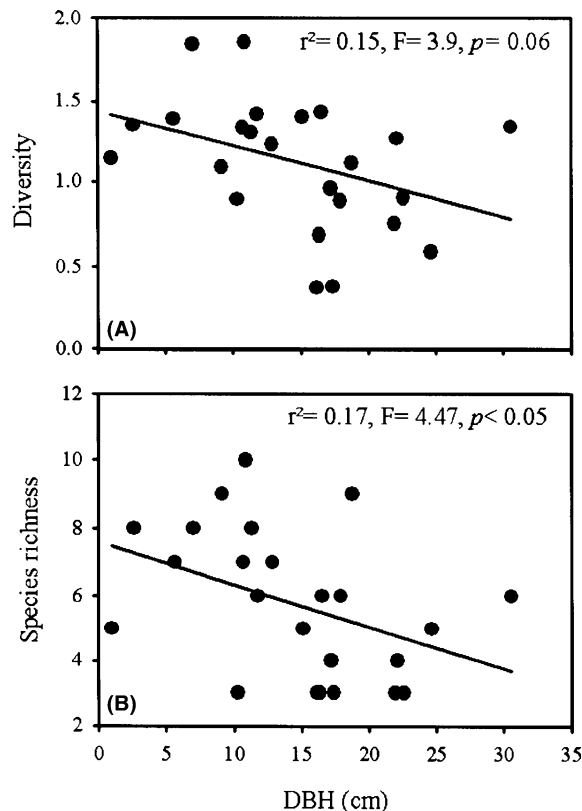 2.0
r²= 0.15, F= 3.9, p= 0.06
1.5
Diversity
1.0
0.5
(A)
0.0
12
r²= 0.17, F= 4.47, p< 0.05
10
Species richness
8
6
4
(B)
2
0 5 10 15 20 25 30 35
DBH (cm)